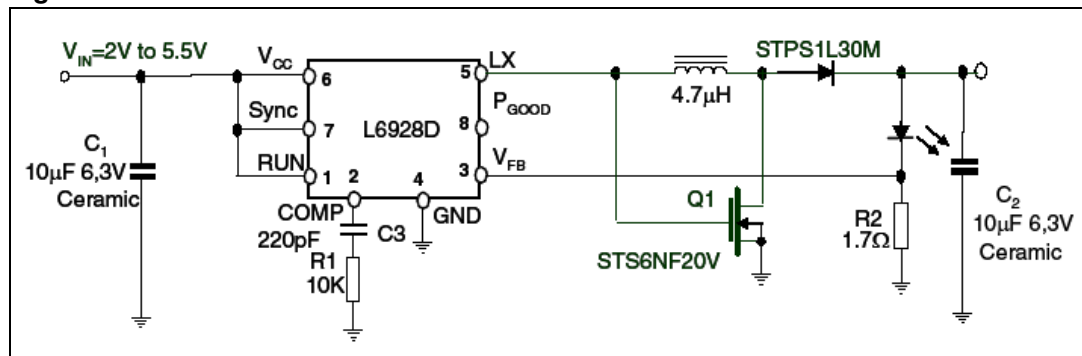 V_IN=2V to 5.5V
V_CC
6
Sync
7
RUN
1
2
COMP
4
GND
L6928D
5
LX
P_GOOD
8
3
V_FB
C_1
10µF 6,3V
Ceramic
220pF
C3
R1
10K
4.7µH
STPS1L30M
Q1
STS6NF20V
R2
1.7Ω
C_2
10µF 6,3V
Ceramic